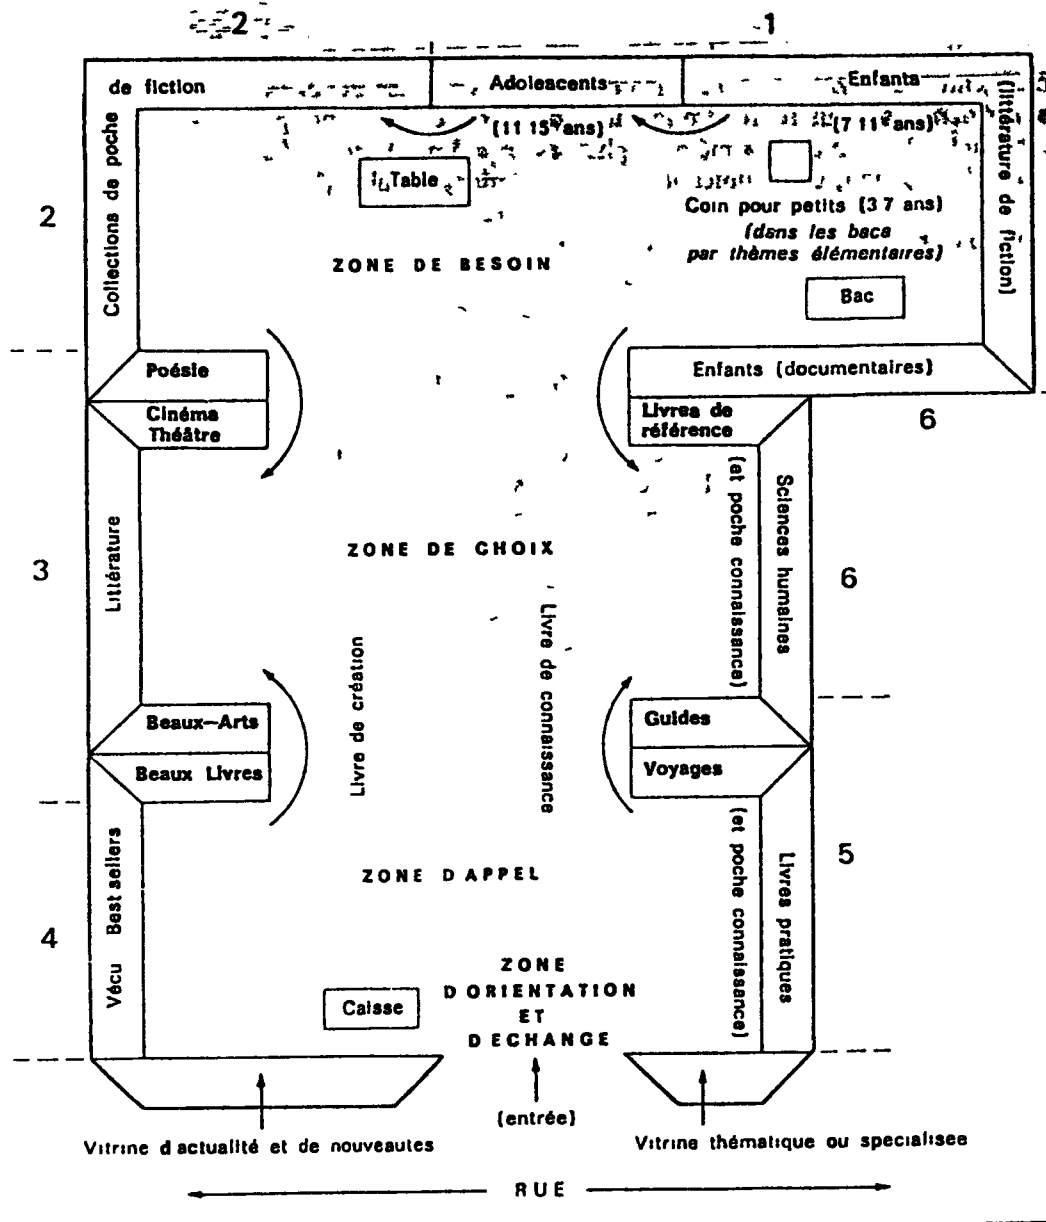 2
1
de fiction
Adolescents
Enfants
(11 15 ans)
(7 11 ans)
(littérature de fiction)
Table
Coin pour petits (3 7 ans)
(dans les bacs
par thèmes élémentaires)
Collections de poche
2
ZONE DE BESOIN
Bac
Poésie
Enfants (documentaires)
Cinéma
Théâtre
Livres de
référence
6
(et poche connaissance)
Sciences humaines
Littérature
ZONE DE CHOIX
3
6
Livre de création
Livre de connaissance
Beaux-Arts
Guides
Beaux Livres
Voyages
Vécu Best sellers
(et poche connaissance)
Livres pratiques
5
ZONE D APPEL
4
ZONE
D ORIENTATION
ET
D ECHANGE
Caisse
(entrée)
Vitrine d actualité et de nouveautes
Vitrine thématique ou specialisee
RUE